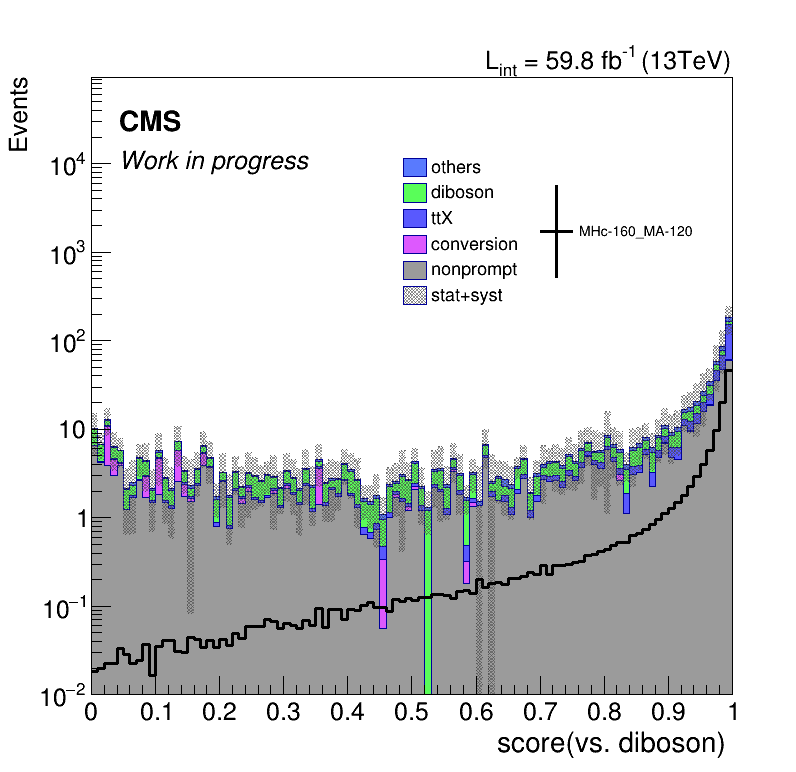 L_int = 59.8 fb^-1 (13TeV)
Events
CMS
Work in progress
others
diboson
ttX
conversion
nonprompt
stat+syst
MHc-160_MA-120
10^4
10^3
10^2
10
1
10^−1
10^−2
0 0.1 0.2 0.3 0.4 0.5 0.6 0.7 0.8 0.9 1
score(vs. diboson)